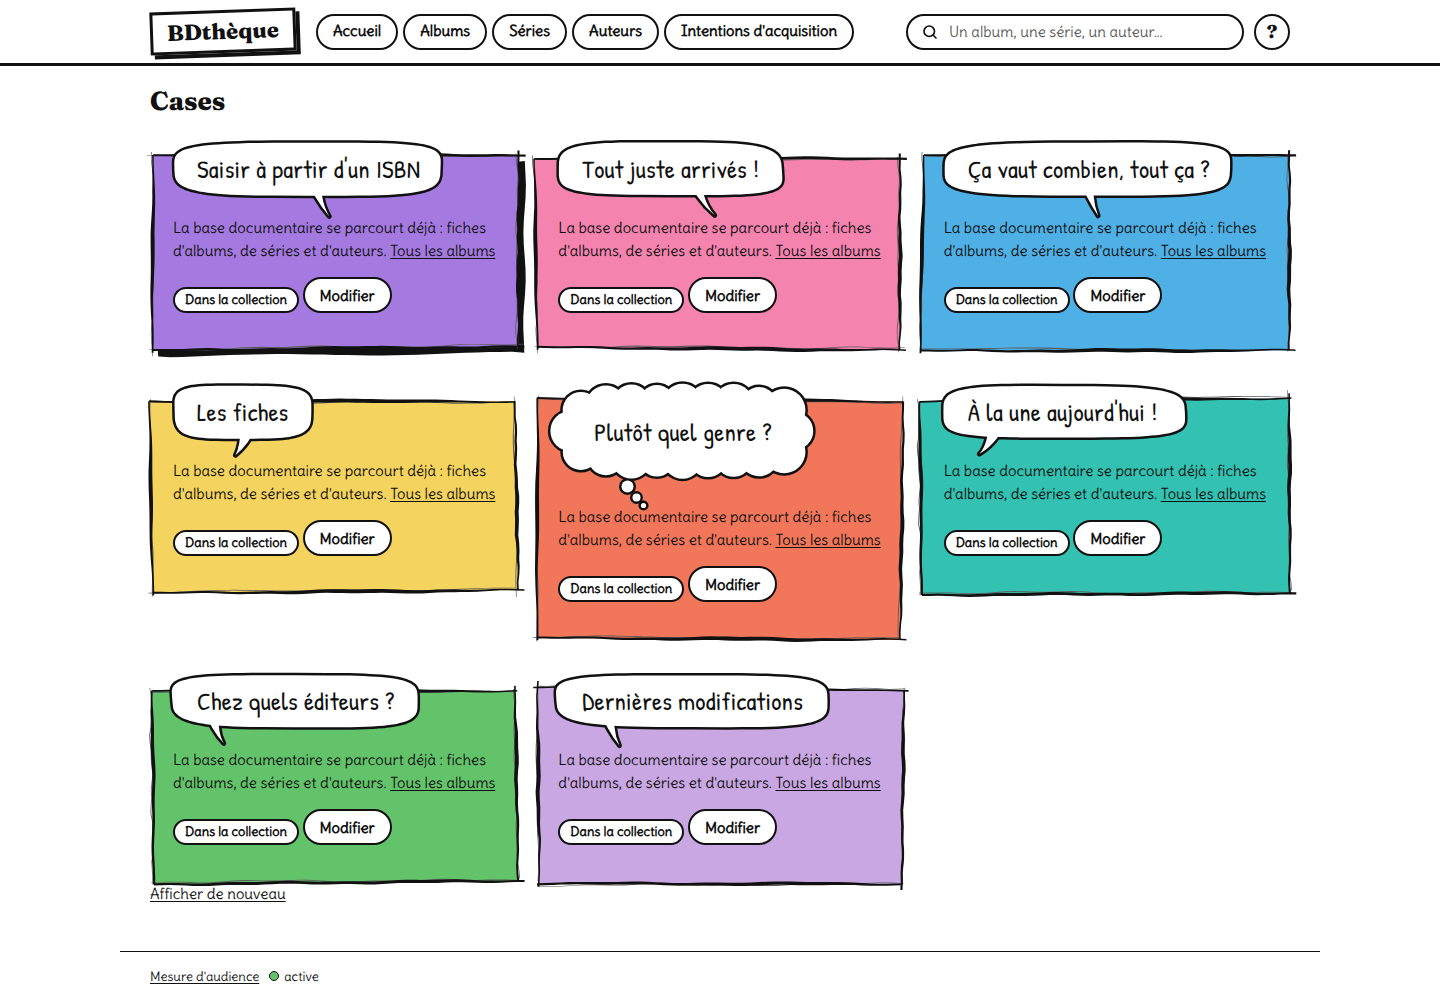 BDthèque
Accueil
Albums
Séries
Auteurs
Intentions d'acquisition
Un album, une série, un auteur...
?
Cases
Saisir à partir d'un ISBN
La base documentaire se parcourt déjà : fiches
d'albums, de séries et d'auteurs. Tous les albums
Dans la collection
Modifier
Tout juste arrivés !
La base documentaire se parcourt déjà : fiches
d'albums, de séries et d'auteurs. Tous les albums
Dans la collection
Modifier
Ça vaut combien, tout ça ?
La base documentaire se parcourt déjà : fiches
d'albums, de séries et d'auteurs. Tous les albums
Dans la collection
Modifier
Les fiches
La base documentaire se parcourt déjà : fiches
d'albums, de séries et d'auteurs. Tous les albums
Dans la collection
Modifier
Plutôt quel genre ?
La base documentaire se parcourt déjà : fiches
d'albums, de séries et d'auteurs. Tous les albums
Dans la collection
Modifier
À la une aujourd'hui !
La base documentaire se parcourt déjà : fiches
d'albums, de séries et d'auteurs. Tous les albums
Dans la collection
Modifier
Chez quels éditeurs ?
La base documentaire se parcourt déjà : fiches
d'albums, de séries et d'auteurs. Tous les albums
Dans la collection
Modifier
Dernières modifications
La base documentaire se parcourt déjà : fiches
d'albums, de séries et d'auteurs. Tous les albums
Dans la collection
Modifier
Afficher de nouveau
Mesure d'audience
active